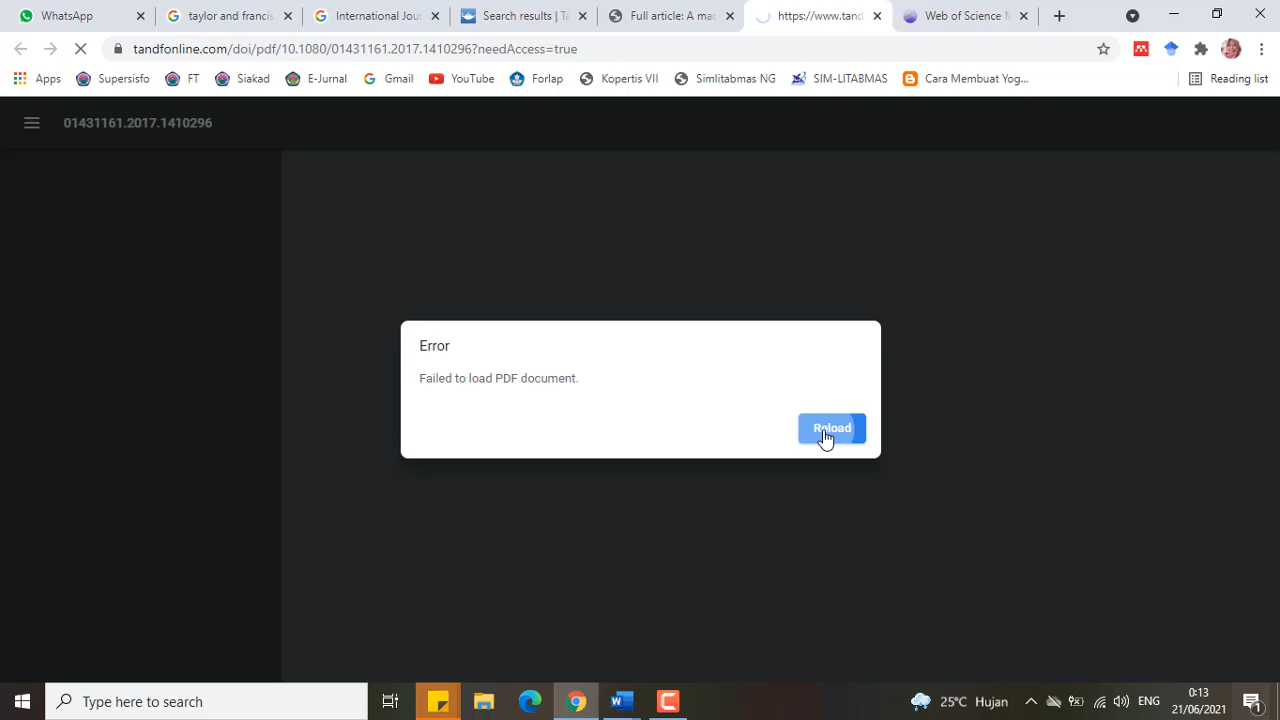 WhatsApp
taylor and francis
International Jour
Search results | Ta
Full article: A mac
https://www.tand
Web of Science M
tandfonline.com/doi/pdf/10.1080/01431161.2017.1410296?needAccess=true
Apps
Supersisfo
FT
Siakad
E-Jurnal
Gmail
YouTube
Forlap
Kopertis VII
Simlitabmas NG
SIM-LITABMAS
Cara Membuat Yog...
Reading list
01431161.2017.1410296
Error
Failed to load PDF document.
Reload
Type here to search
25°C Hujan
ENG
0:13
21/06/2021
1